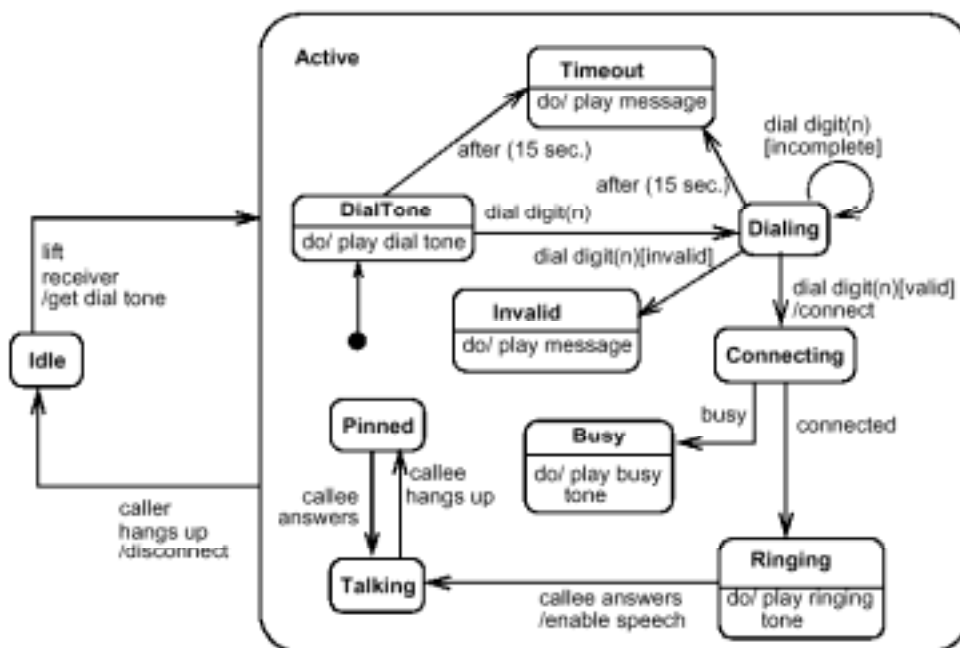 Active
Timeout
do/ play message
dial digit(n)
[incomplete]
after (15 sec.)
after (15 sec.)
DialTone
do/ play dial tone
dial digit(n)
Dialing
lift
receiver
/get dial tone
dial digit(n)[invalid]
dial digit(n)[valid]
/connect
Invalid
do/ play message
Idle
Connecting
Pinned
busy
connected
Busy
do/ play busy
tone
callee
hangs up
callee
answers
caller
hangs up
/disconnect
Talking
callee answers
/enable speech
Ringing
do/ play ringing
tone